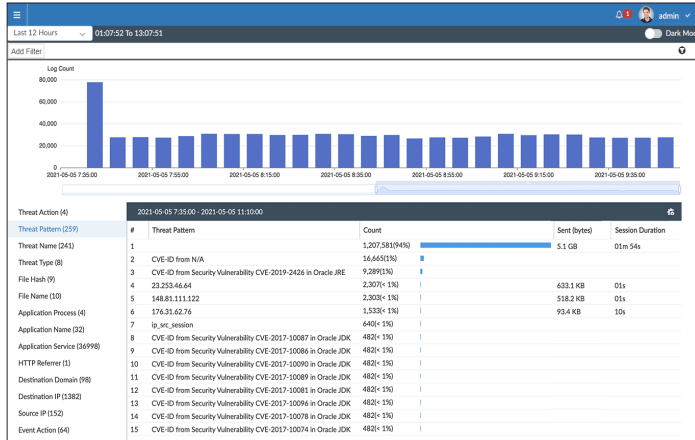 1
admin
Last 12 Hours
01:07:52 To 13:07:51
Dark Mod
Add Filter
Log Count
80,000
60,000
40,000
20,000
0
2021-05-05 7:35:00 2021-05-05 7:55:00 2021-05-05 8:15:00 2021-05-05 8:35:00 2021-05-05 8:55:00 2021-05-05 9:15:00 2021-05-05 9:35:00
Threat Action (4)
Threat Pattern (259)
Threat Name (241)
Threat Type (8)
File Hash (9)
File Name (10)
Application Process (4)
Application Name (32)
Application Service (36998)
HTTP Referrer (1)
Destination Domain (98)
Destination IP (1382)
Source IP (152)
Event Action (64)
2021-05-05 7:35:00 - 2021-05-05 11:10:00
# Threat Pattern Count Sent (bytes) Session Duration
1 1,207,581(94%) 5.1 GB 01m 54s
2 CVE-ID from N/A 16,665(1%)
3 CVE-ID from Security Vulnerability CVE-2019-2426 in Oracle JRE 9,289(1%)
4 23.253.46.64 2,307(< 1%) 633.1 KB 01s
5 148.81.111.122 2,303(< 1%) 518.2 KB 01s
6 176.31.62.76 1,533(< 1%) 93.4 KB 10s
7 ip_src_session 640(< 1%)
8 CVE-ID from Security Vulnerability CVE-2017-10087 in Oracle JDK 482(< 1%)
9 CVE-ID from Security Vulnerability CVE-2017-10086 in Oracle JDK 482(< 1%)
10 CVE-ID from Security Vulnerability CVE-2017-10090 in Oracle JDK 482(< 1%)
11 CVE-ID from Security Vulnerability CVE-2017-10089 in Oracle JDK 482(< 1%)
12 CVE-ID from Security Vulnerability CVE-2017-10081 in Oracle JDK 482(< 1%)
13 CVE-ID from Security Vulnerability CVE-2017-10096 in Oracle JDK 482(< 1%)
14 CVE-ID from Security Vulnerability CVE-2017-10078 in Oracle JDK 482(< 1%)
15 CVE-ID from Security Vulnerability CVE-2017-10074 in Oracle JDK 482(< 1%)